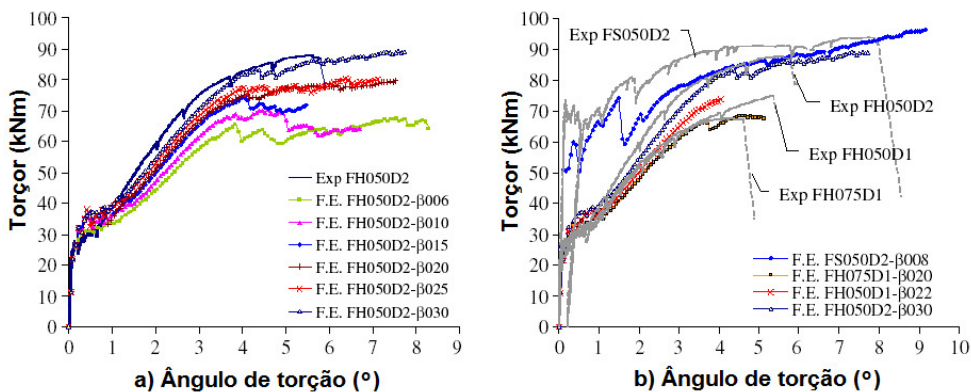 Torçor (kNm)
100
90
80
70
60
50
40
30
20
10
0
Exp FH050D2
F.E. FH050D2-β006
F.E. FH050D2-β010
F.E. FH050D2-β015
F.E. FH050D2-β020
F.E. FH050D2-β025
F.E. FH050D2-β030
0 1 2 3 4 5 6 7 8 9
a) Ângulo de torção (°)
Torçor (kNm)
100
90
80
70
60
50
40
30
20
10
0
Exp FS050D2
Exp FH050D2
Exp FH050D1
Exp FH075D1
F.E. FS050D2-β008
F.E. FH075D1-β020
F.E. FH050D1-β022
F.E. FH050D2-β030
0 1 2 3 4 5 6 7 8 9 10
b) Ângulo de torção (°)